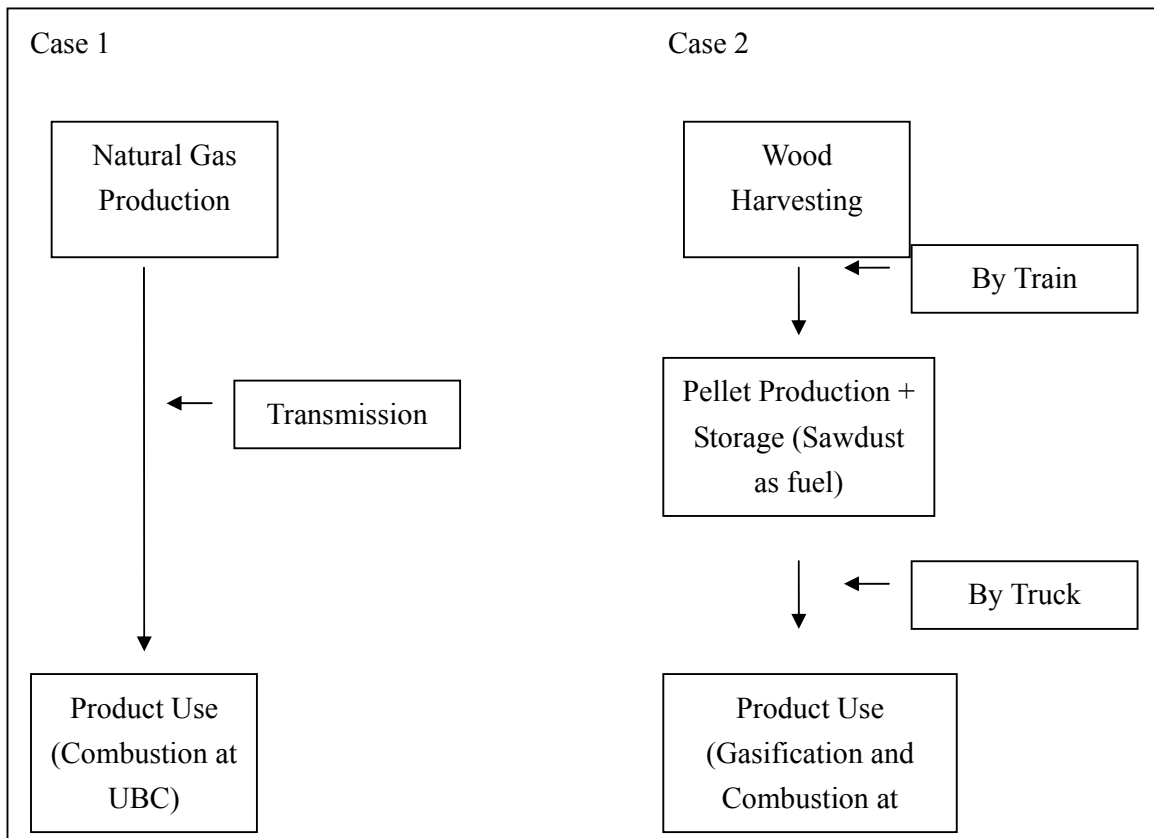 Case 1
Natural Gas
Production
Transmission
Product Use
(Combustion at
UBC)
Case 2
Wood
Harvesting
By Train
Pellet Production +
Storage (Sawdust
as fuel)
By Truck
Product Use
(Gasification and
Combustion at